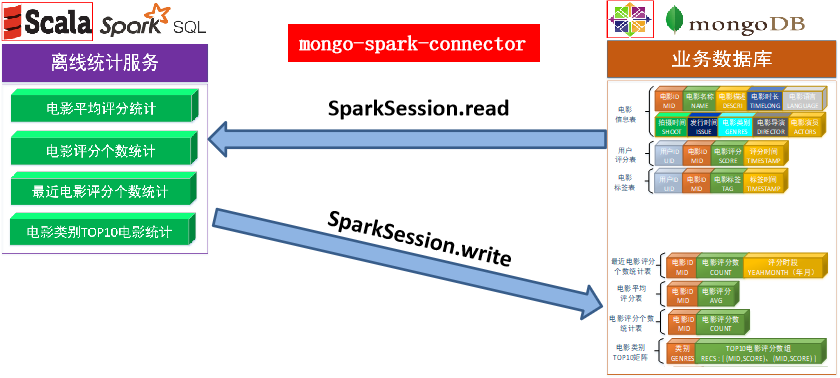 Scala
Spark SQL
mongo-spark-connector
mongoDB
离线统计服务
业务数据库
电影平均评分统计
电影评分个数统计
最近电影评分个数统计
电影类别TOP10电影统计
SparkSession.read
SparkSession.write
电影
信息表
电影ID
MID
电影名称
NAME
电影描述
DESCRI
电影时长
TIMELONG
LANGUAGE
拍摄时间
SHOOT
发行时间
ISSUE
电影类别
GENRES
电影导演
DIRECTOR
电影演员
ACTORS
用户
评分表
用户ID
UID
电影ID
MID
电影评分
SCORE
评分时间
TIMESTAMP
电影
标签表
用户ID
UID
电影ID
MID
电影标签
TAG
标签时间
TIMESTAMP
最近电影评分
个数统计表
电影ID
MID
电影评分数
COUNT
评分时段
YEAHMONTH（年月）
电影平均
评分表
电影ID
MID
电影评分
AVG
电影评分个数
统计表
电影ID
MID
电影评分数
COUNT
电影类别
TOP10矩阵
类别
GENRES
TOP10电影评分数组
RECS : [ (MID,SCORE)、 (MID,SCORE) ]